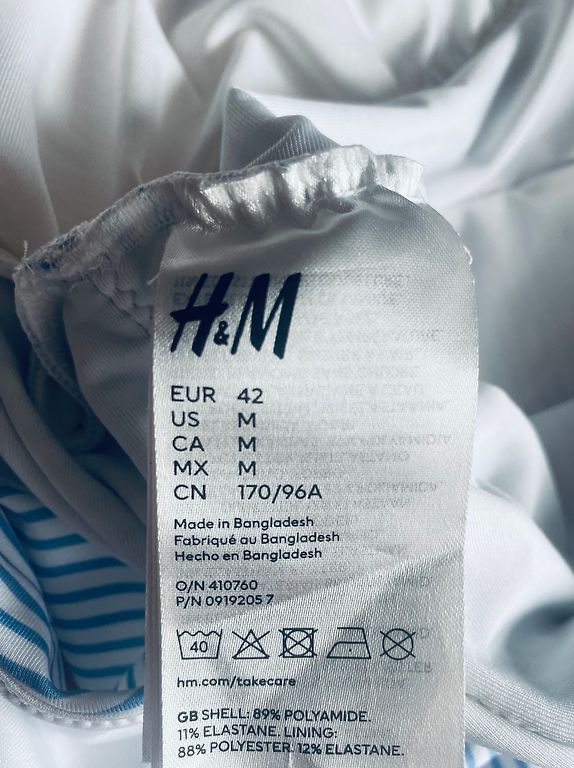 H&M
EUR 42
US M
CA M
MX M
CN 170/96A
Made in Bangladesh
Fabriqué au Bangladesh
Hecho en Bangladesh
O/N 410760
P/N 0919205 7
40
hm.com/takecare
GB SHELL: 89% POLYAMIDE.
11% ELASTANE. LINING:
88% POLYESTER. 12% ELASTANE.